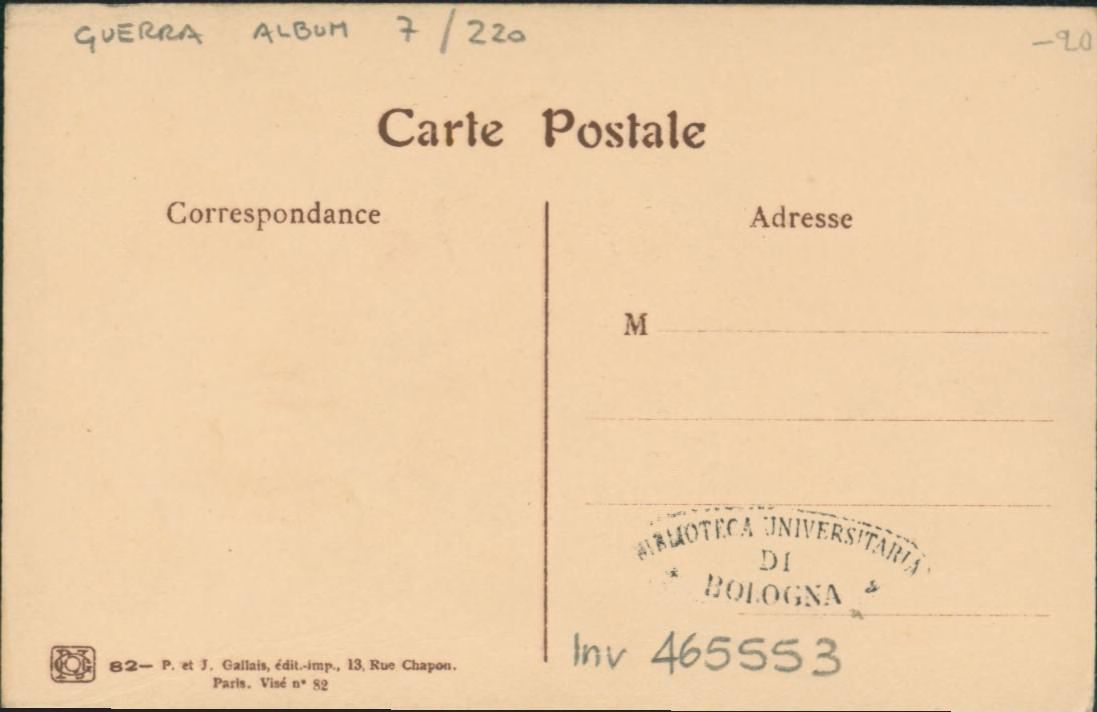 GUERRA ALBUM 7/220
-20
Carte Postale
Correspondance
Adresse
M
BIBLIOTECA UNIVERSITARIA
DI
BOLOGNA
Inv 465553
82— P. et J. Gallais, édit.-imp., 13, Rue Chapon.
Paris. Visé n° 82